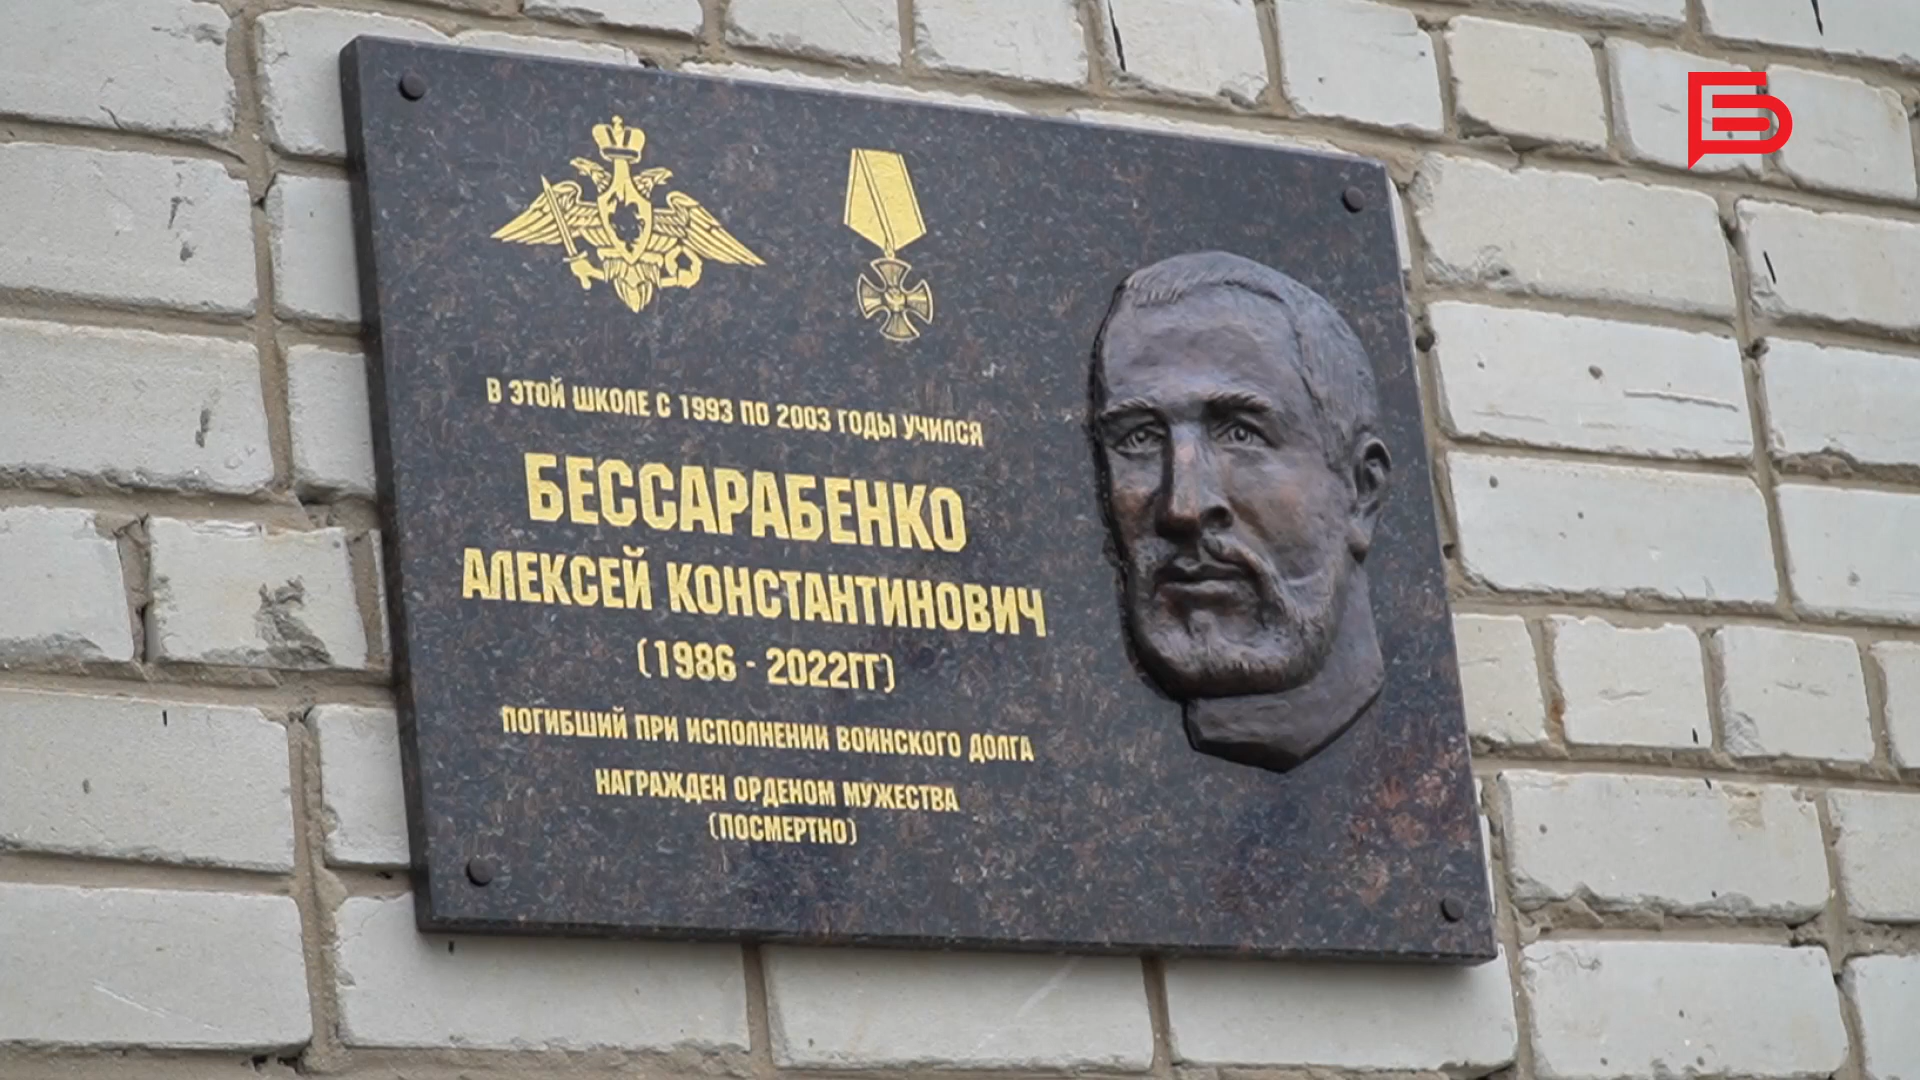 В ЭТОЙ ШКОЛЕ С 1993 ПО 2003 ГОДЫ УЧИЛСЯ
БЕССАРАБЕНКО
АЛЕКСЕЙ КОНСТАНТИНОВИЧ
(1986 - 2022ГГ)
ПОГИБШИЙ ПРИ ИСПОЛНЕНИИ ВОИНСКОГО ДОЛГА
НАГРАЖДЕН ОРДЕНОМ МУЖЕСТВА
(ПОСМЕРТНО)